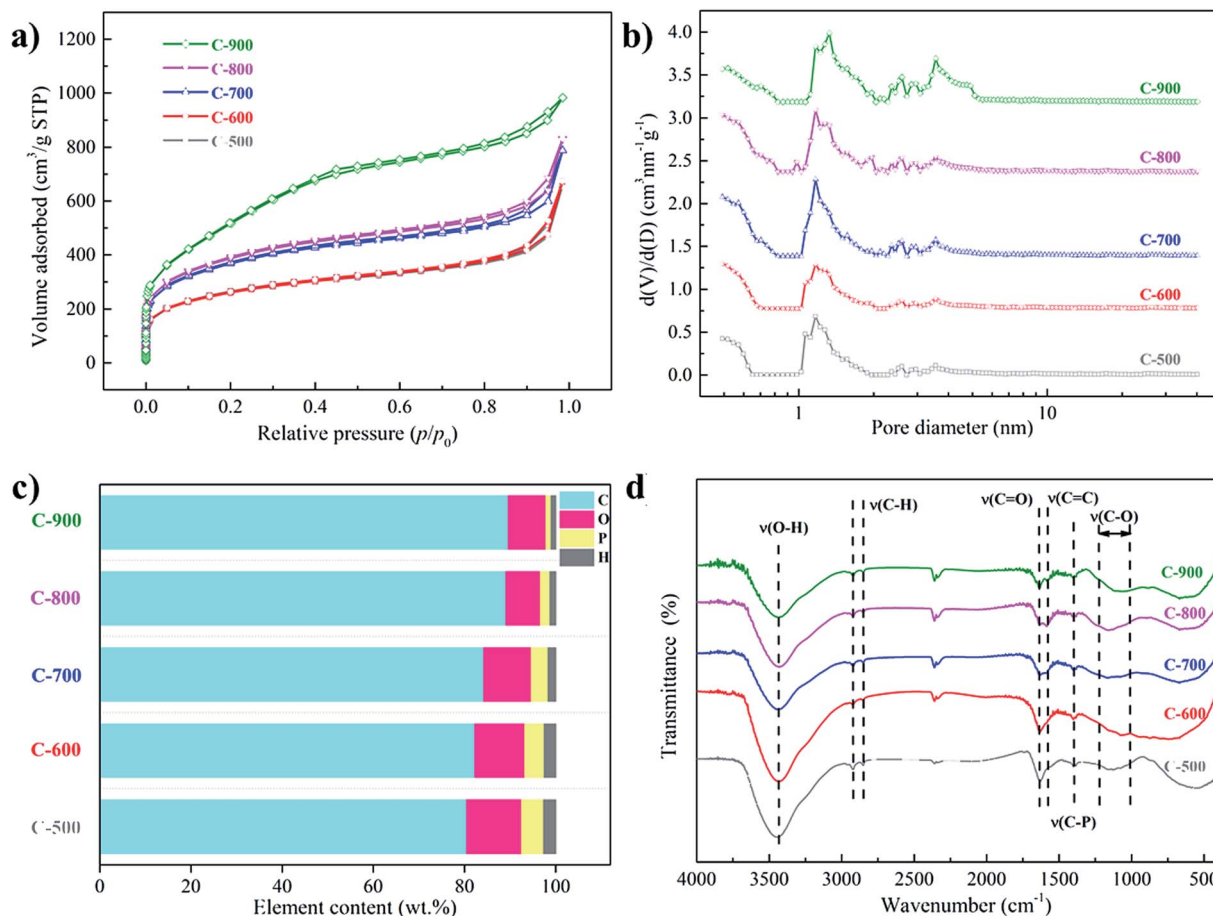 a)
1200
1000
800
600
400
200
0
Volume adsorbed (cm³/g STP)
C-900
C-800
C-700
C-600
C-500
0.0 0.2 0.4 0.6 0.8 1.0
Relative pressure (p/p₀)
b)
4.0
3.5
3.0
2.5
2.0
1.5
1.0
0.5
0.0
d(V)/d(D) (cm³ nm⁻¹ g⁻¹)
C-900
C-800
C-700
C-600
C-500
1 10
Pore diameter (nm)
c)
C-900
C-800
C-700
C-600
C-500
C
O
P
H
0 20 40 60 80 100
Element content (wt.%)
d)
Transmittance (%)
ν(O-H)
ν(C-H)
ν(C=O)
ν(C=C)
ν(C-O)
C-900
C-800
C-700
C-600
C-500
ν(C-P)
4000 3500 3000 2500 2000 1500 1000
Wavenumber (cm⁻¹)